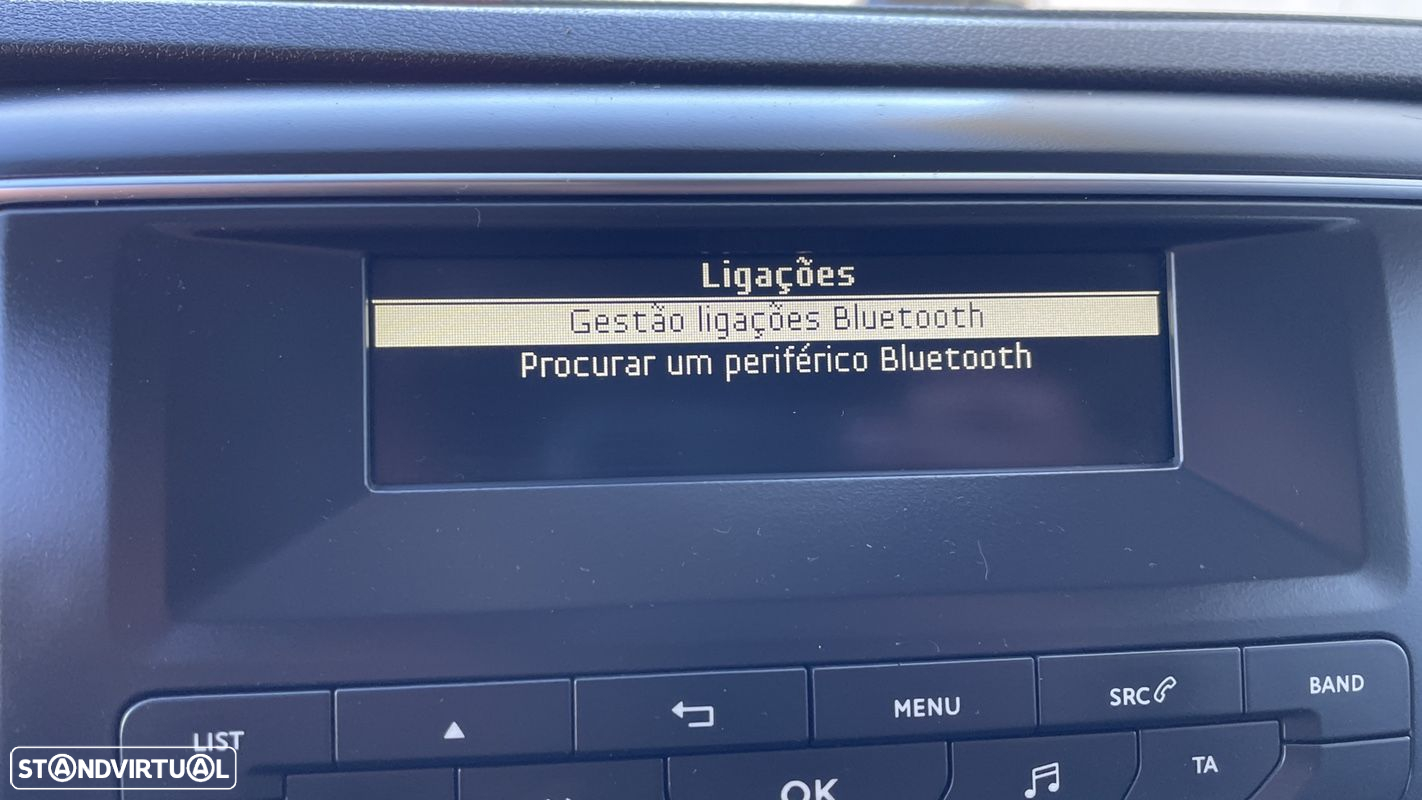 Ligações
Gestão ligações Bluetooth
Procurar um periférico Bluetooth
LIST
MENU
SRC
BAND
OK
TA
STANDVIRTUAL